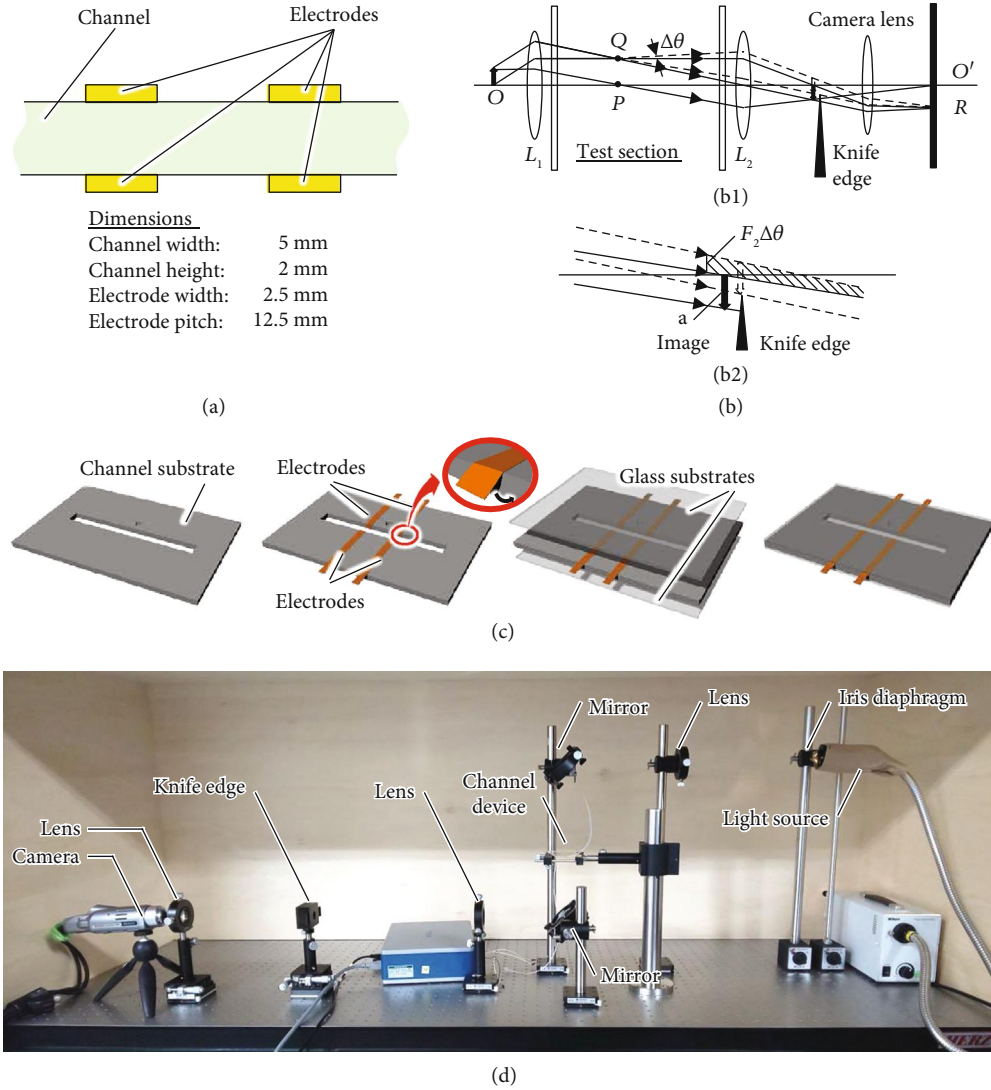 Channel
Electrodes
Dimensions
Channel width: 5 mm
Channel height: 2 mm
Electrode width: 2.5 mm
Electrode pitch: 12.5 mm
(a)
Q
Δθ
Camera lens
O
P
O′
R
L1
Test section
L2
Knife
edge
(b1)
F2Δθ
a
Image
Knife edge
(b2)
(b)
Channel substrate
Electrodes
Electrodes
Glass substrates
(c)
Mirror
Lens
Iris diaphragm
Knife edge
Lens
Channel
device
Light source
Lens
Camera
Mirror
HERZ
(d)